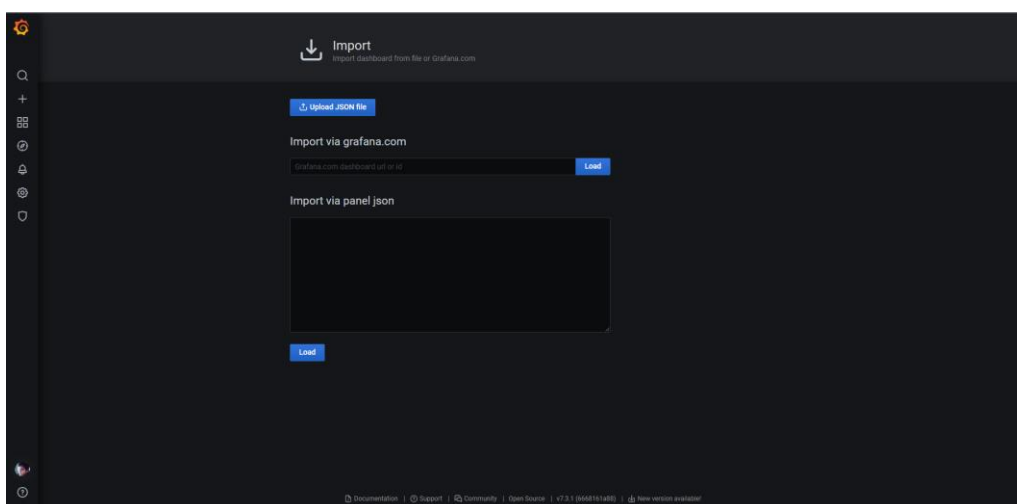 Import
Import dashboard from file or Grafana.com
Upload JSON file
Import via grafana.com
Grafana.com dashboard url or id
Load
Import via panel json
Load
Documentation | Support | Community | Open Source | v7.3.1 (6668161a88) | New version available!